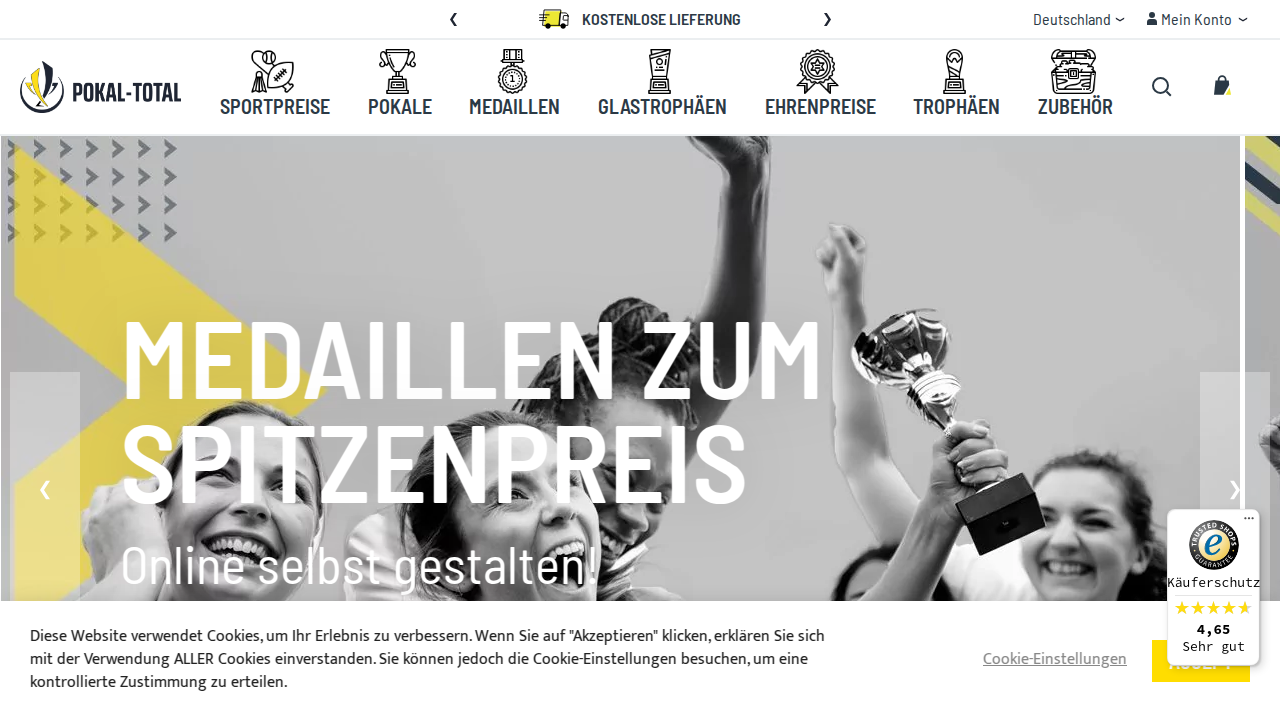 KOSTENLOSE LIEFERUNG
Deutschland
Mein Konto
POKAL-TOTAL
SPORTPREISE
POKALE
MEDAILLEN
GLASTROPHÄEN
EHRENPREISE
TROPHÄEN
ZUBEHÖR
MEDAILLEN ZUM
SPITZENPREIS
Online selbst gestalten!
TRUSTED SHOPS
GUARANTEE
Käuferschutz
4,65
Sehr gut
Diese Website verwendet Cookies, um Ihr Erlebnis zu verbessern. Wenn Sie auf "Akzeptieren" klicken, erklären Sie sich
mit der Verwendung ALLER Cookies einverstanden. Sie können jedoch die Cookie-Einstellungen besuchen, um eine
kontrollierte Zustimmung zu erteilen.
Cookie-Einstellungen